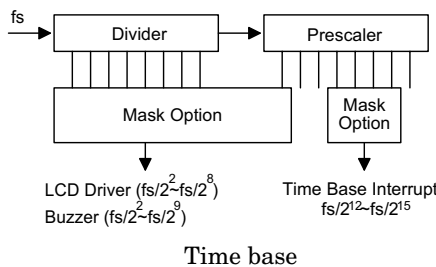 fs
Divider
Prescaler
Mask Option
Mask
Option
LCD Driver (fs/2²~fs/2⁸)
Buzzer (fs/2²~fs/2⁹)
Time Base Interrupt
fs/2¹²~fs/2¹⁵
Time base